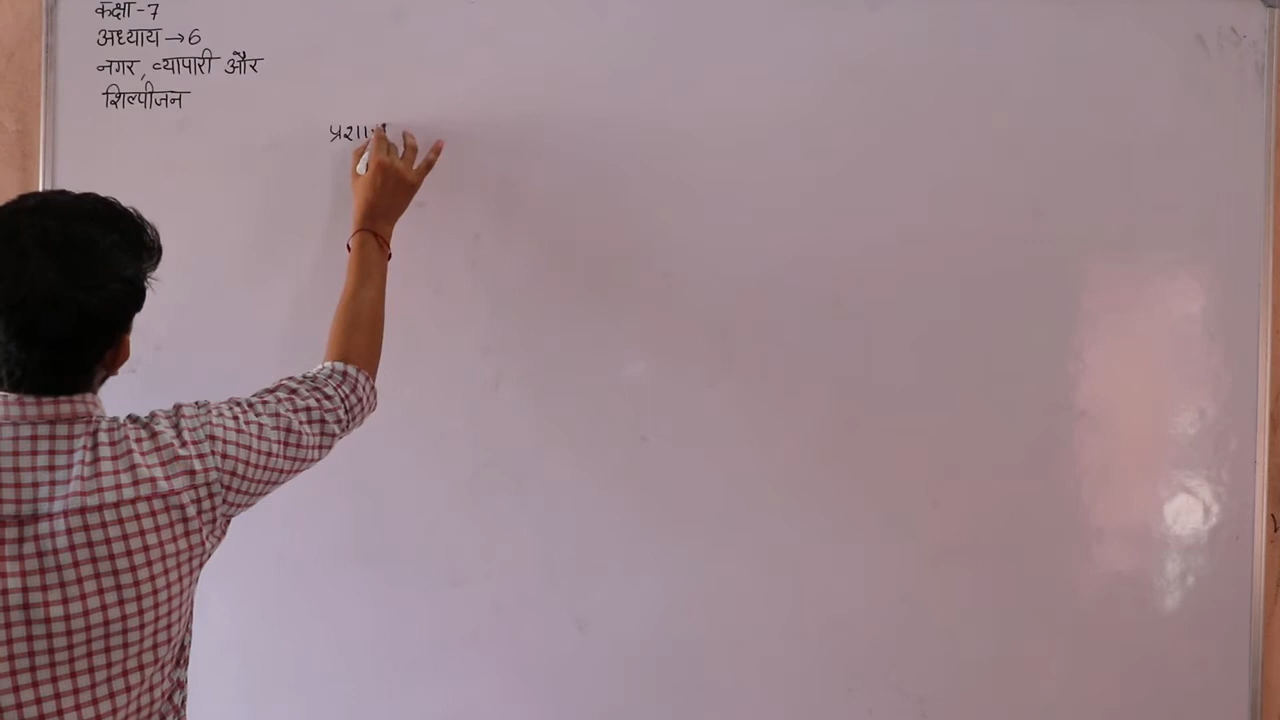 कक्षा-7
अध्याय→6
नगर, व्यापारी और
शिल्पीजन